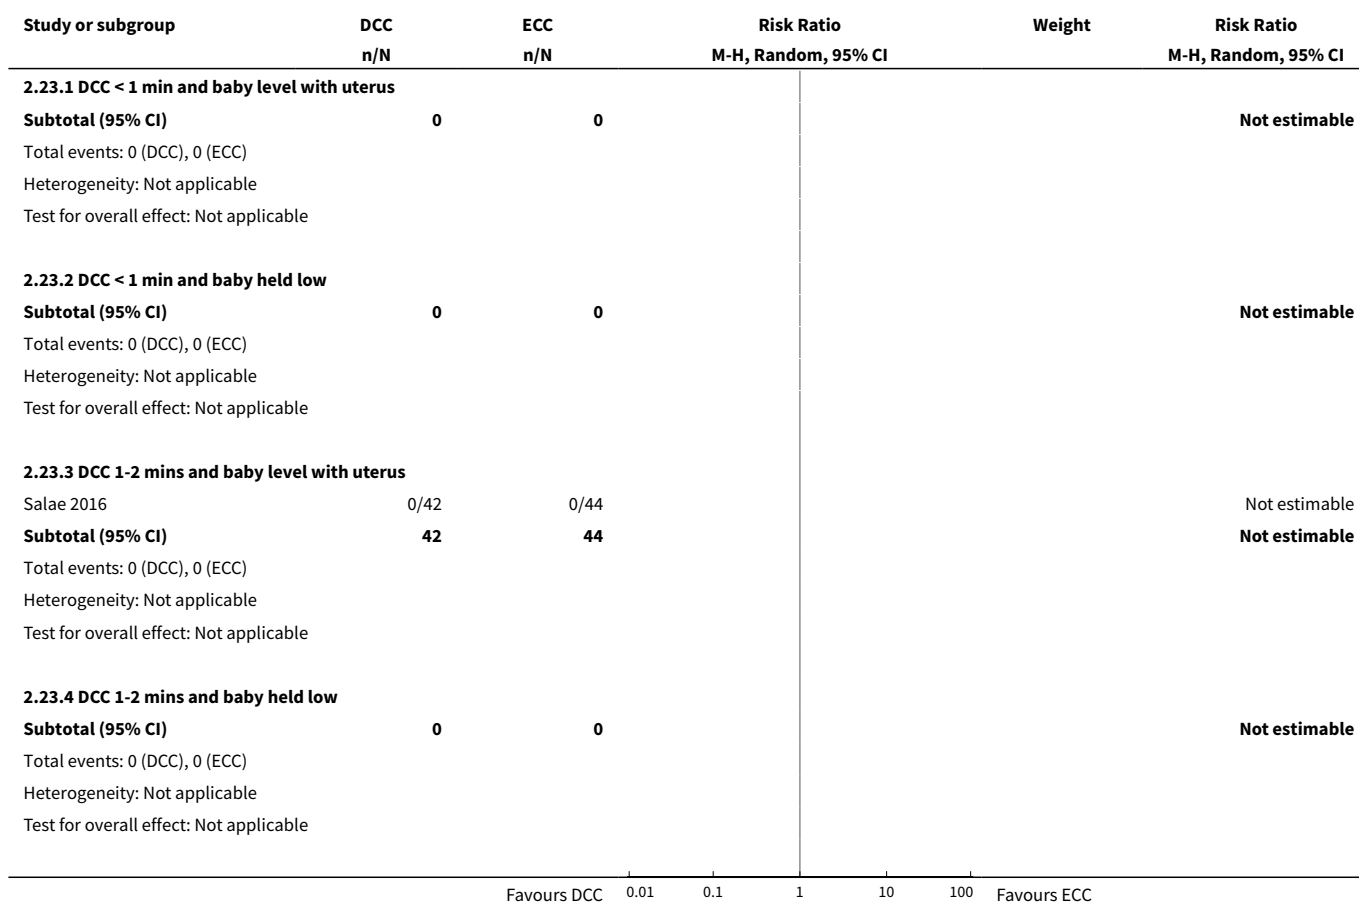 Study or subgroup DCC ECC Risk Ratio Weight Risk Ratio
n/N n/N M-H, Random, 95% CI M-H, Random, 95% CI
2.23.1 DCC < 1 min and baby level with uterus
Subtotal (95% CI) 0 0 Not estimable
Total events: 0 (DCC), 0 (ECC)
Heterogeneity: Not applicable
Test for overall effect: Not applicable
2.23.2 DCC < 1 min and baby held low
Subtotal (95% CI) 0 0 Not estimable
Total events: 0 (DCC), 0 (ECC)
Heterogeneity: Not applicable
Test for overall effect: Not applicable
2.23.3 DCC 1-2 mins and baby level with uterus
Salae 2016 0/42 0/44 Not estimable
Subtotal (95% CI) 42 44 Not estimable
Total events: 0 (DCC), 0 (ECC)
Heterogeneity: Not applicable
Test for overall effect: Not applicable
2.23.4 DCC 1-2 mins and baby held low
Subtotal (95% CI) 0 0 Not estimable
Total events: 0 (DCC), 0 (ECC)
Heterogeneity: Not applicable
Test for overall effect: Not applicable
Favours DCC 0.01 0.1 1 10 100 Favours ECC